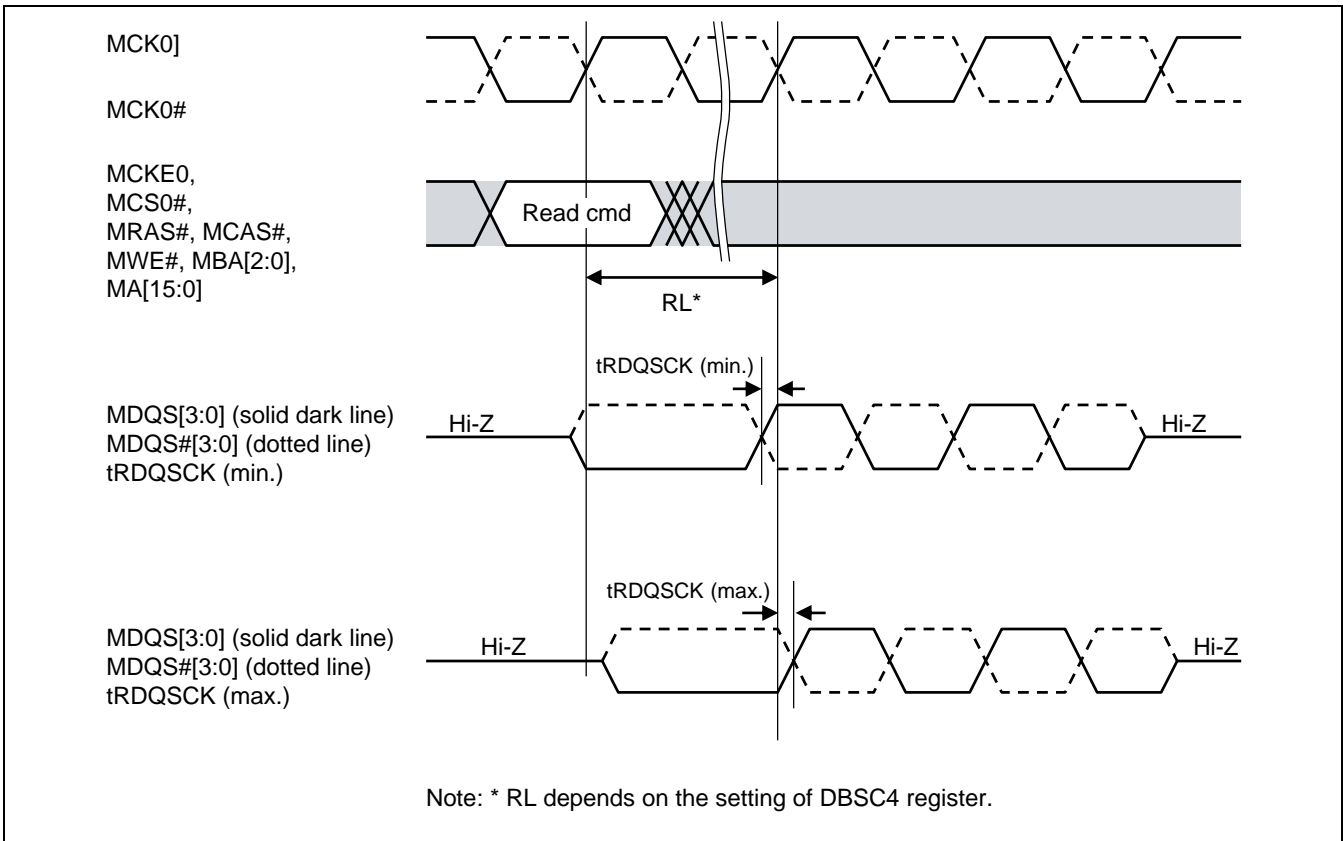 MCK0]
MCK0#
MCKE0,
MCS0#,
MRAS#, MCAS#,
MWE#, MBA[2:0],
MA[15:0]
Read cmd
RL*
tRDQSCK (min.)
MDQS[3:0] (solid dark line)
MDQS#[3:0] (dotted line)
tRDQSCK (min.)
Hi-Z
Hi-Z
tRDQSCK (max.)
MDQS[3:0] (solid dark line)
MDQS#[3:0] (dotted line)
tRDQSCK (max.)
Hi-Z
Hi-Z
Note: * RL depends on the setting of DBSC4 register.